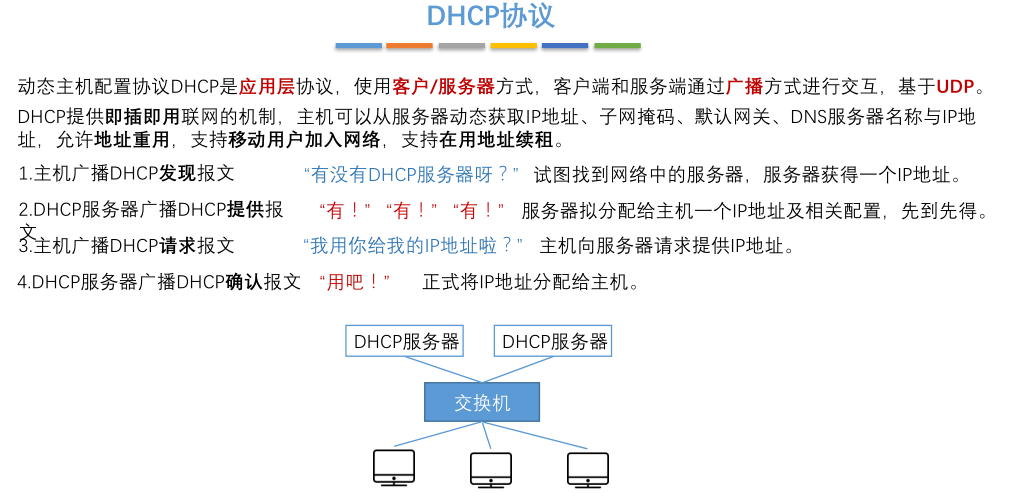 DHCP协议
动态主机配置协议DHCP是应用层协议，使用客户/服务器方式，客户端和服务端通过广播方式进行交互，基于UDP。
DHCP提供即插即用联网的机制，主机可以从服务器动态获取IP地址、子网掩码、默认网关、DNS服务器名称与IP地
址，允许地址重用，支持移动用户加入网络，支持在用地址续租。
1.主机广播DHCP发现报文 “有没有DHCP服务器呀？” 试图找到网络中的服务器，服务器获得一个IP地址。
2.DHCP服务器广播DHCP提供报 “有！” “有！” “有！” 服务器拟分配给主机一个IP地址及相关配置，先到先得。
文
3.主机广播DHCP请求报文 “我用你给我的IP地址啦？” 主机向服务器请求提供IP地址。
4.DHCP服务器广播DHCP确认报文 “用吧！” 正式将IP地址分配给主机。
DHCP服务器 DHCP服务器
交换机